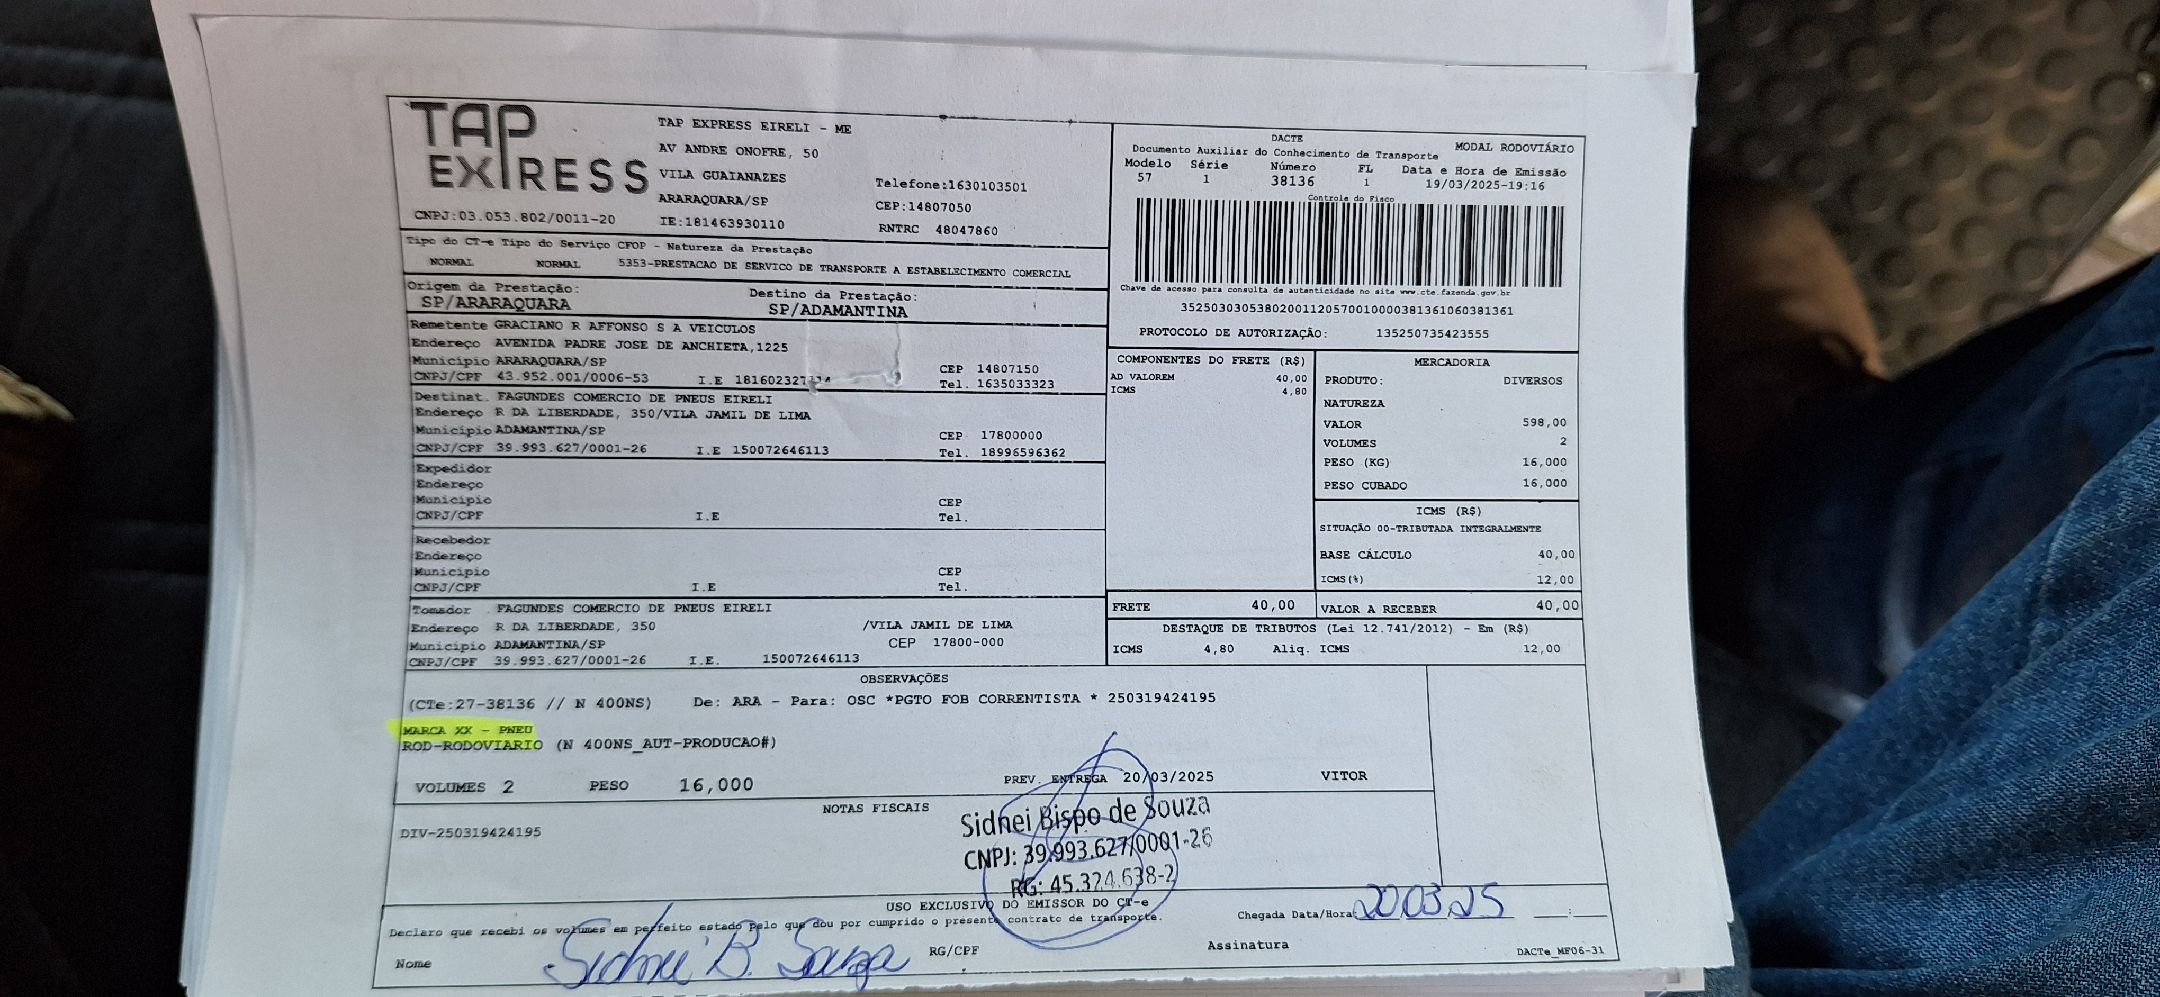 TAP EXPRESS
TAP EXPRESS EIRELI - ME
AV ANDRE ONOFRE, 50
VILA GUAIANAZES
ARARAQUARA/SP
IE:181463930110
Telefone:1630103501
CEP:14807050
RNTRC 48047860
CNPJ:03.053.802/0011-20
DACTE
MODAL RODOVIÁRIO
Documento Auxiliar do Conhecimento de Transporte
Modelo Série Número FL Data e Hora de Emissão
57 1 38136 1 19/03/2025-19:16
Controle do Fisco
Chave de acesso para consulta de autenticidade no site www.cte.fazenda.gov.br
35250303053802001120570010000381361060381361
PROTOCOLO DE AUTORIZAÇÃO: 135250735423555
Tipo do CT-e Tipo do Serviço CFOP - Natureza da Prestação
NORMAL NORMAL 5353-PRESTACAO DE SERVICO DE TRANSPORTE A ESTABELECIMENTO COMERCIAL
Origem da Prestação: Destino da Prestação:
SP/ARARAQUARA SP/ADAMANTINA
Remetente GRACIANO R AFFONSO S A VEICULOS
Endereço AVENIDA PADRE JOSE DE ANCHIETA,1225
Município ARARAQUARA/SP CEP 14807150
CNPJ/CPF 43.952.001/0006-53 I.E Tel. 1635033323
Destinat. FAGUNDES COMERCIO DE PNEUS EIRELI
Endereço R DA LIBERDADE, 350/VILA JAMIL DE LIMA
Município ADAMANTINA/SP CEP 17800000
CNPJ/CPF 39.993.627/0001-26 I.E 150072646113 Tel. 18996596362
Expedidor
Endereço
Município CEP
CNPJ/CPF I.E Tel.
Recebedor
Endereço
Município CEP
CNPJ/CPF I.E Tel.
Tomador FAGUNDES COMERCIO DE PNEUS EIRELI
Endereço R DA LIBERDADE, 350 /VILA JAMIL DE LIMA
Município ADAMANTINA/SP CEP 17800-000
CNPJ/CPF 39.993.627/0001-26 I.E. 150072646113
COMPONENTES DO FRETE (R$)
AD VALOREM 40,00
ICMS 4,80
MERCADORIA
PRODUTO: DIVERSOS
NATUREZA
VALOR 598,00
VOLUMES 2
PESO (KG) 16,000
PESO CUBADO 16,000
ICMS (R$)
SITUAÇÃO 00-TRIBUTADA INTEGRALMENTE
BASE CÁLCULO 40,00
ICMS(%) 12,00
FRETE 40,00 VALOR A RECEBER 40,00
DESTAQUE DE TRIBUTOS (Lei 12.741/2012) - Em (R$)
ICMS 4,80 Aliq. ICMS 12,00
OBSERVAÇÕES
(CTe:27-38136 // N 400NS) De: ARA - Para: OSC *PGTO FOB CORRENTISTA * 250319424195
MARCA XX - PNEU
ROD-RODOVIARIO (N 400NS_AUT-PRODUCAO#)
VOLUMES 2 PESO 16,000 PREV. ENTREGA 20/03/2025 VITOR
NOTAS FISCAIS
DIV-250319424195
Sidnei Bispo de Souza
CNPJ: 39.993.627/0001-26
RG: 45.324.638-2
USO EXCLUSIVO DO EMISSOR DO CT-e
Declaro que recebi os volumes em perfeito estado pelo que dou por cumprido o presente contrato de transporte.
Chegada Data/Hora: 20 03 25
Nome Sidnei B. Souza RG/CPF Assinatura
DACTe_MF06-31